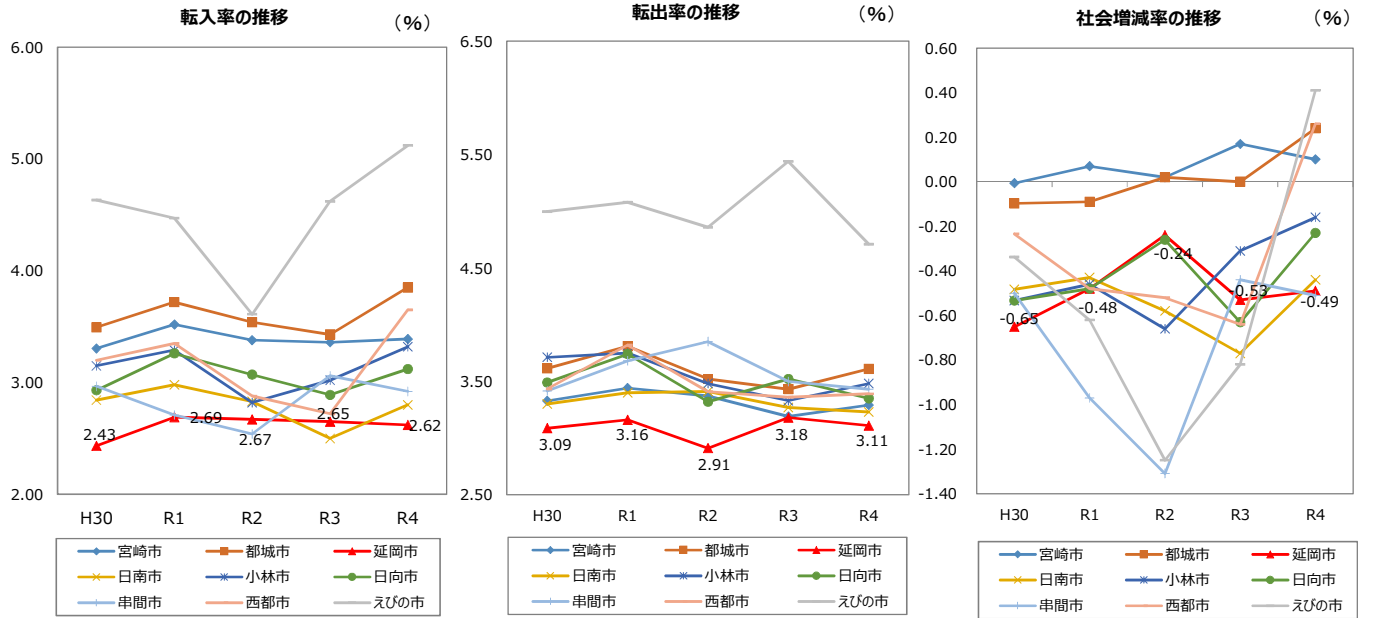 転入率の推移
（%）
6.00
5.00
4.00
3.00
2.00
2.43
2.69
2.67
2.65
2.62
H30 R1 R2 R3 R4
宮崎市 都城市 延岡市
日南市 小林市 日向市
串間市 西都市 えびの市
転出率の推移
（%）
6.50
5.50
4.50
3.50
2.50
3.09
3.16
2.91
3.18
3.11
H30 R1 R2 R3 R4
宮崎市 都城市 延岡市
日南市 小林市 日向市
串間市 西都市 えびの市
社会増減率の推移
（%）
0.60
0.40
0.20
0.00
-0.20
-0.40
-0.60
-0.80
-1.00
-1.20
-1.40
-0.65
-0.48
-0.24
-0.53
-0.49
H30 R1 R2 R3 R4
宮崎市 都城市 延岡市
日南市 小林市 日向市
串間市 西都市 えびの市